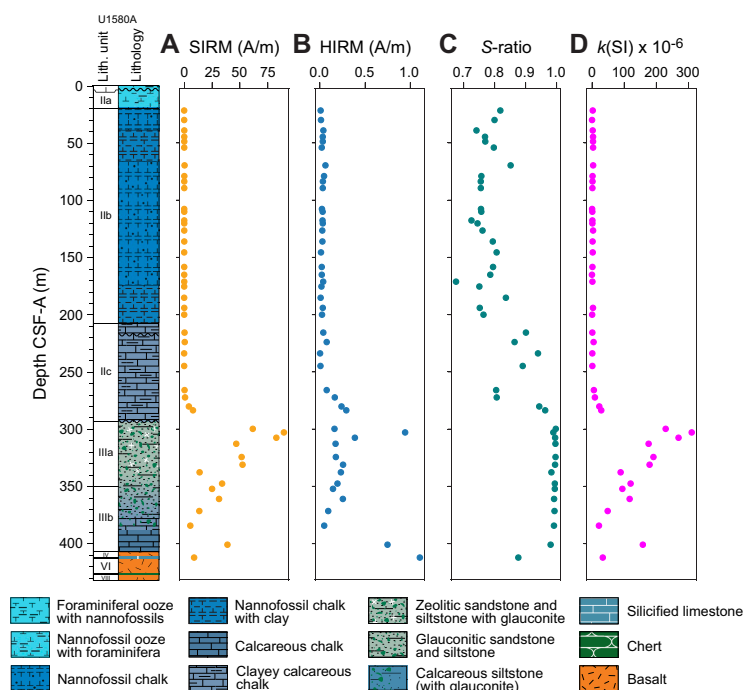 U1580A
Lith. unit
Lithology
A SIRM (A/m)
B HIRM (A/m)
C S-ratio
D k(SI) x 10-6
0 25 50 75
0.0 0.5 1.0
0.7 0.8 0.9 1.0
0 100 200 300
Depth CSF-A (m)
0
50
100
150
200
250
300
350
400
I
IIa
IIb
IIc
IIIa
IIIb
IV
VI
VIII
Foraminiferal ooze
with nannofossils
Nannofossil ooze
with foraminifera
Nannofossil chalk
Nannofossil chalk
with clay
Calcareous chalk
Clayey calcareous
chalk
Zeolitic sandstone and
siltstone with glauconite
Glauconitic sandstone
and siltstone
Calcareous siltstone
(with glauconite)
Silicified limestone
Chert
Basalt